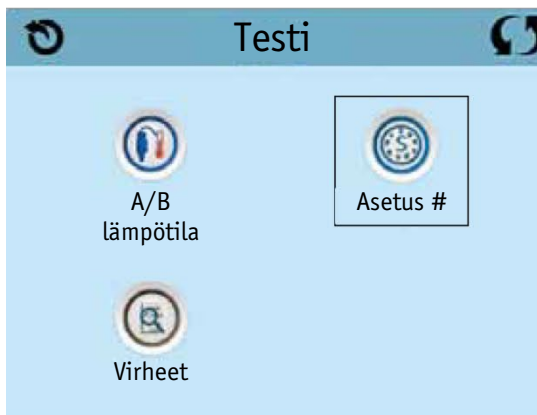 Testi
A/B
lämpötila
Asetus #
Virheet